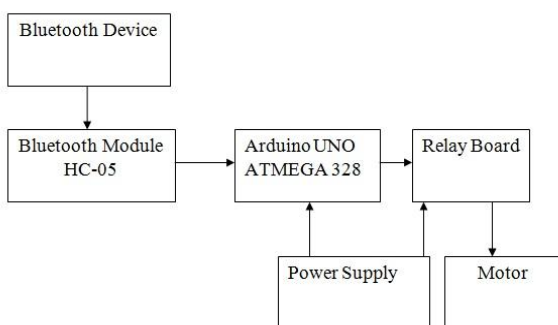 Bluetooth Device
Bluetooth Module
HC-05
Arduino UNO
ATMEGA 328
Relay Board
Power Supply
Motor